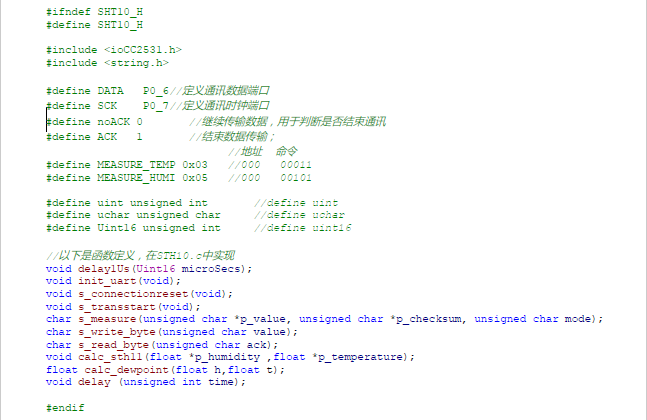 #ifndef SHT10_H
#define SHT10_H
#include <ioCC2531.h>
#include <string.h>
#define DATA   P0_6//定义通讯数据端口
#define SCK    P0_7//定义通讯时钟端口
#define noACK 0       //继续传输数据，用于判断是否结束通讯
#define ACK   1       //结束数据传输；
//地址  命令
#define MEASURE_TEMP 0x03   //000   00011
#define MEASURE_HUMI 0x05   //000   00101
#define uint unsigned int       //define uint
#define uchar unsigned char     //define uchar
#define Uint16 unsigned int     //define uint16
//以下是函数定义，在STH10.c中实现
void delay1Us(Uint16 microSecs);
void init_uart(void);
void s_connectionreset(void);
void s_transstart(void);
char s_measure(unsigned char *p_value, unsigned char *p_checksum, unsigned char mode);
char s_write_byte(unsigned char value);
char s_read_byte(unsigned char ack);
void calc_sth11(float *p_humidity ,float *p_temperature);
float calc_dewpoint(float h,float t);
void delay (unsigned int time);
#endif